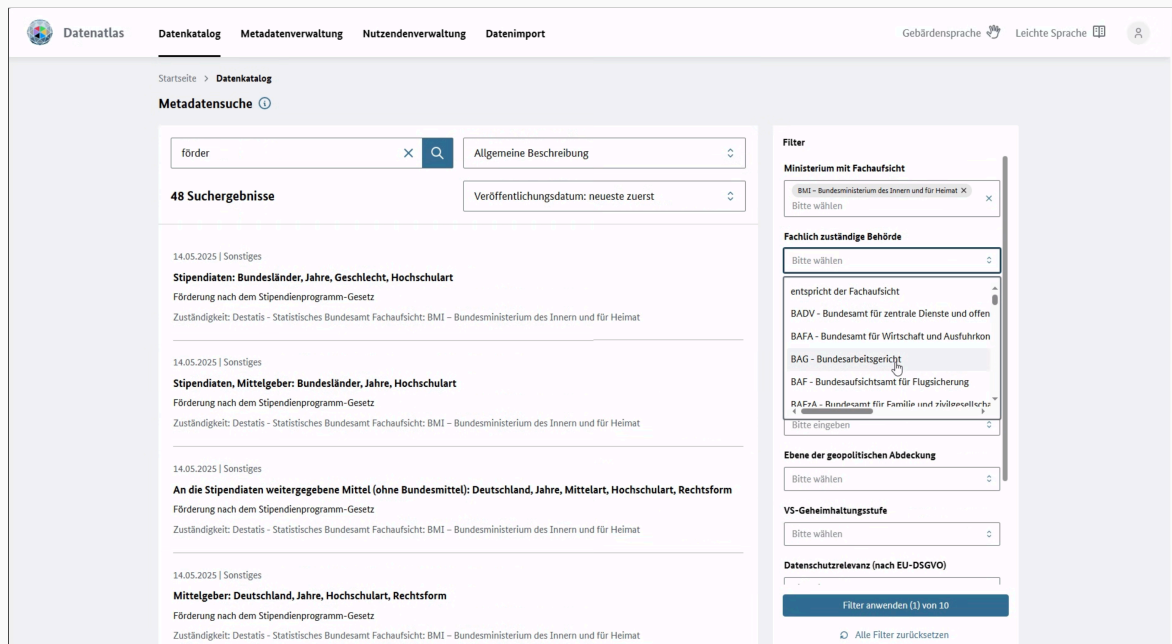 Datenatlas
Datenkatalog
Metadatenverwaltung
Nutzendenverwaltung
Datenimport
Gebärdensprache
Leichte Sprache
Startseite > Datenkatalog
Metadatensuche
förder
Allgemeine Beschreibung
48 Suchergebnisse
Veröffentlichungsdatum: neueste zuerst
14.05.2025 | Sonstiges
Stipendiaten: Bundesländer, Jahre, Geschlecht, Hochschulart
Förderung nach dem Stipendienprogramm-Gesetz
Zuständigkeit: Destatis - Statistisches Bundesamt Fachaufsicht: BMI – Bundesministerium des Innern und für Heimat
14.05.2025 | Sonstiges
Stipendiaten, Mittelgeber: Bundesländer, Jahre, Hochschulart
Förderung nach dem Stipendienprogramm-Gesetz
Zuständigkeit: Destatis - Statistisches Bundesamt Fachaufsicht: BMI – Bundesministerium des Innern und für Heimat
14.05.2025 | Sonstiges
An die Stipendiaten weitergegebene Mittel (ohne Bundesmittel): Deutschland, Jahre, Mittelart, Hochschulart, Rechtsform
Förderung nach dem Stipendienprogramm-Gesetz
Zuständigkeit: Destatis - Statistisches Bundesamt Fachaufsicht: BMI – Bundesministerium des Innern und für Heimat
14.05.2025 | Sonstiges
Mittelgeber: Deutschland, Jahre, Hochschulart, Rechtsform
Förderung nach dem Stipendienprogramm-Gesetz
Zuständigkeit: Destatis - Statistisches Bundesamt Fachaufsicht: BMI – Bundesministerium des Innern und für Heimat
Filter
Ministerium mit Fachaufsicht
BMI – Bundesministerium des Innern und für Heimat
Bitte wählen
Fachlich zuständige Behörde
Bitte wählen
entspricht der Fachaufsicht
BADV - Bundesamt für zentrale Dienste und offen
BAFA - Bundesamt für Wirtschaft und Ausfuhrkon
BAG - Bundesarbeitsgericht
BAF - Bundesaufsichtsamt für Flugsicherung
BAFzA - Bundesamt für Familie und zivilgesellscha
Bitte eingeben
Ebene der geopolitischen Abdeckung
Bitte wählen
VS-Geheimhaltungsstufe
Bitte wählen
Datenschutzrelevanz (nach EU-DSGVO)
Filter anwenden (1) von 10
Alle Filter zurücksetzen